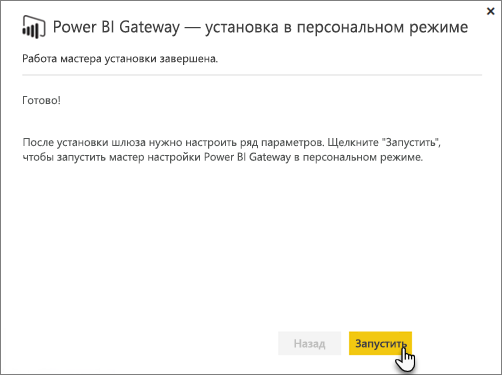 Power BI Gateway — установка в персональном режиме
Работа мастера установки завершена.
Готово!
После установки шлюза нужно настроить ряд параметров. Щелкните "Запустить",
чтобы запустить мастер настройки Power BI Gateway в персональном режиме.
Назад
Запустить